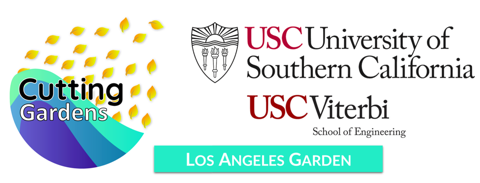 Cutting
Gardens
USC University of
Southern California
USC Viterbi
School of Engineering
LOS ANGELES GARDEN